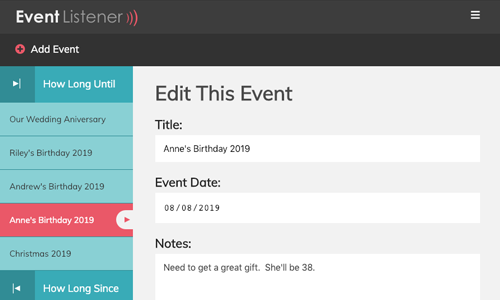 Event Listener
Add Event
How Long Until
Our Wedding Aniversary
Riley's Birthday 2019
Andrew's Birthday 2019
Anne's Birthday 2019
Christmas 2019
How Long Since
Edit This Event
Title:
Anne's Birthday 2019
Event Date:
08/08/2019
Notes:
Need to get a great gift. She'll be 38.